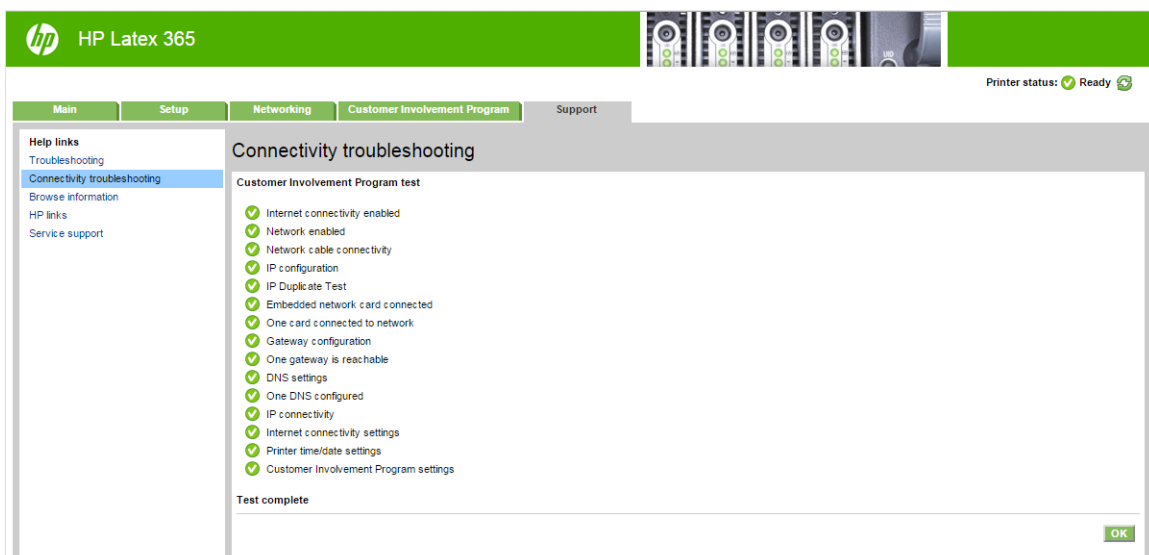 hp HP Latex 365
UID
Printer status: Ready
Main Setup Networking Customer Involvement Program Support
Help links
Troubleshooting
Connectivity troubleshooting
Browse information
HP links
Service support
Connectivity troubleshooting
Customer Involvement Program test
Internet connectivity enabled
Network enabled
Network cable connectivity
IP configuration
IP Duplicate Test
Embedded network card connected
One card connected to network
Gateway configuration
One gateway is reachable
DNS settings
One DNS configured
IP connectivity
Internet connectivity settings
Printer time/date settings
Customer Involvement Program settings
Test complete
OK